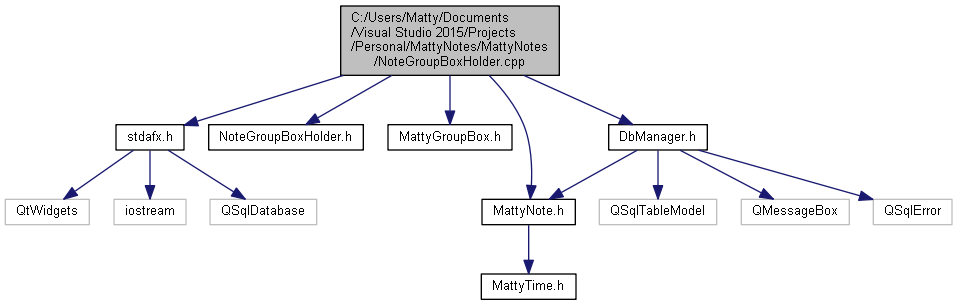 C:/Users/Matty/Documents
/Visual Studio 2015/Projects
/Personal/MattyNotes/MattyNotes
/NoteGroupBoxHolder.cpp
stdafx.h
NoteGroupBoxHolder.h
MattyGroupBox.h
DbManager.h
QtWidgets
iostream
QSqlDatabase
MattyNote.h
QSqlTableModel
QMessageBox
QSqlError
MattyTime.h